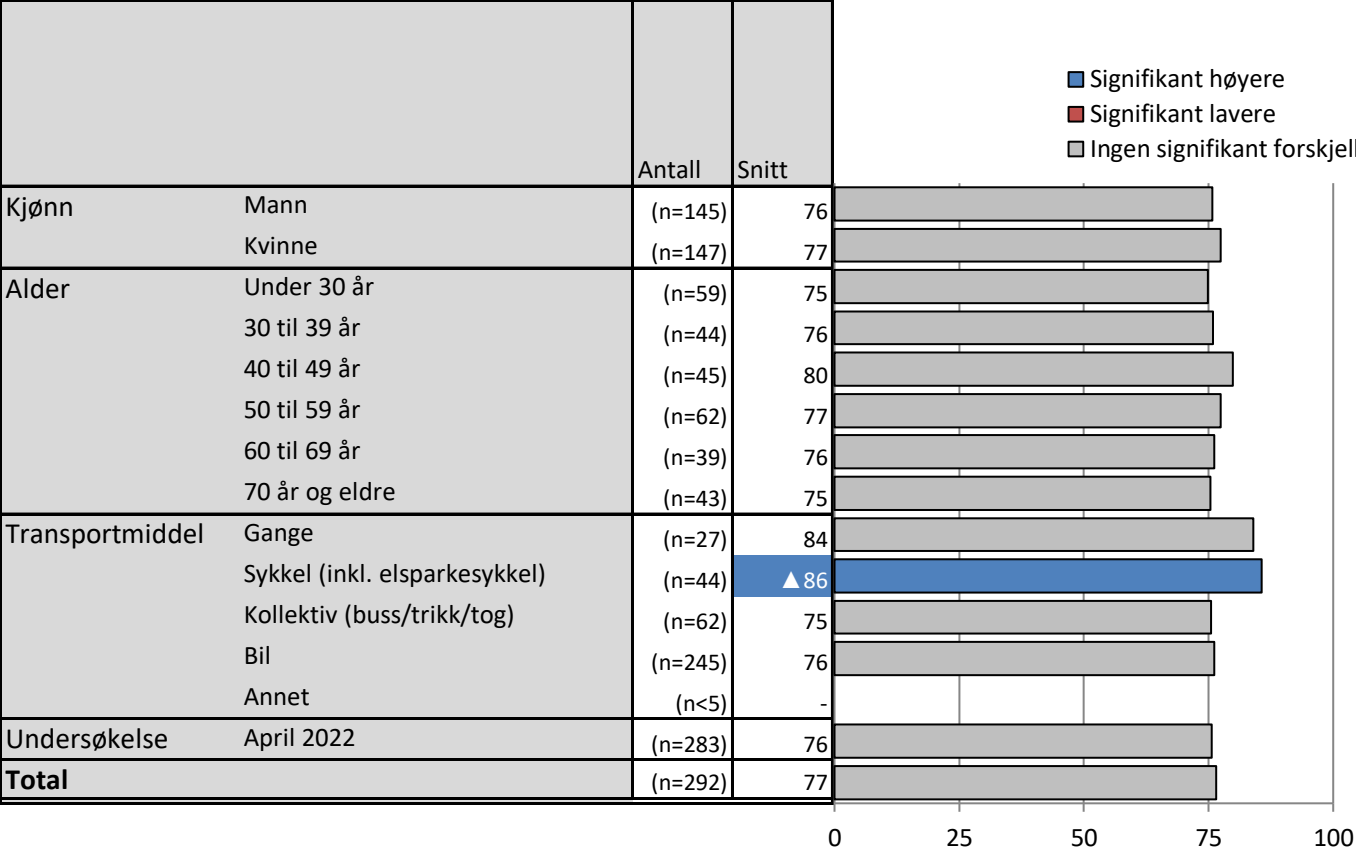 Signifikant høyere
Signifikant lavere
Ingen signifikant forskjell
Antall Snitt
Kjønn Mann (n=145) 76
Kvinne (n=147) 77
Alder Under 30 år (n=59) 75
30 til 39 år (n=44) 76
40 til 49 år (n=45) 80
50 til 59 år (n=62) 77
60 til 69 år (n=39) 76
70 år og eldre (n=43) 75
Transportmiddel Gange (n=27) 84
Sykkel (inkl. elsparkesykkel) (n=44) ▲86
Kollektiv (buss/trikk/tog) (n=62) 75
Bil (n=245) 76
Annet (n<5) -
Undersøkelse April 2022 (n=283) 76
Total (n=292) 77
0 25 50 75 100